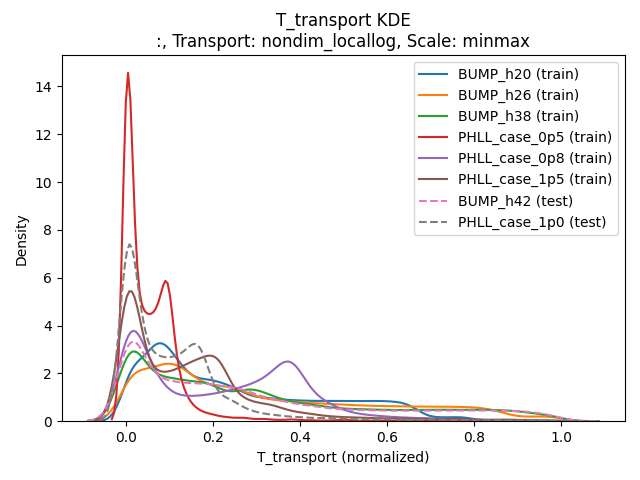 T_transport KDE
:, Transport: nondim_locallog, Scale: minmax
BUMP_h20 (train)
BUMP_h26 (train)
BUMP_h38 (train)
PHLL_case_0p5 (train)
PHLL_case_0p8 (train)
PHLL_case_1p5 (train)
BUMP_h42 (test)
PHLL_case_1p0 (test)
Density
14
12
10
8
6
4
2
0
0.0 0.2 0.4 0.6 0.8 1.0
T_transport (normalized)